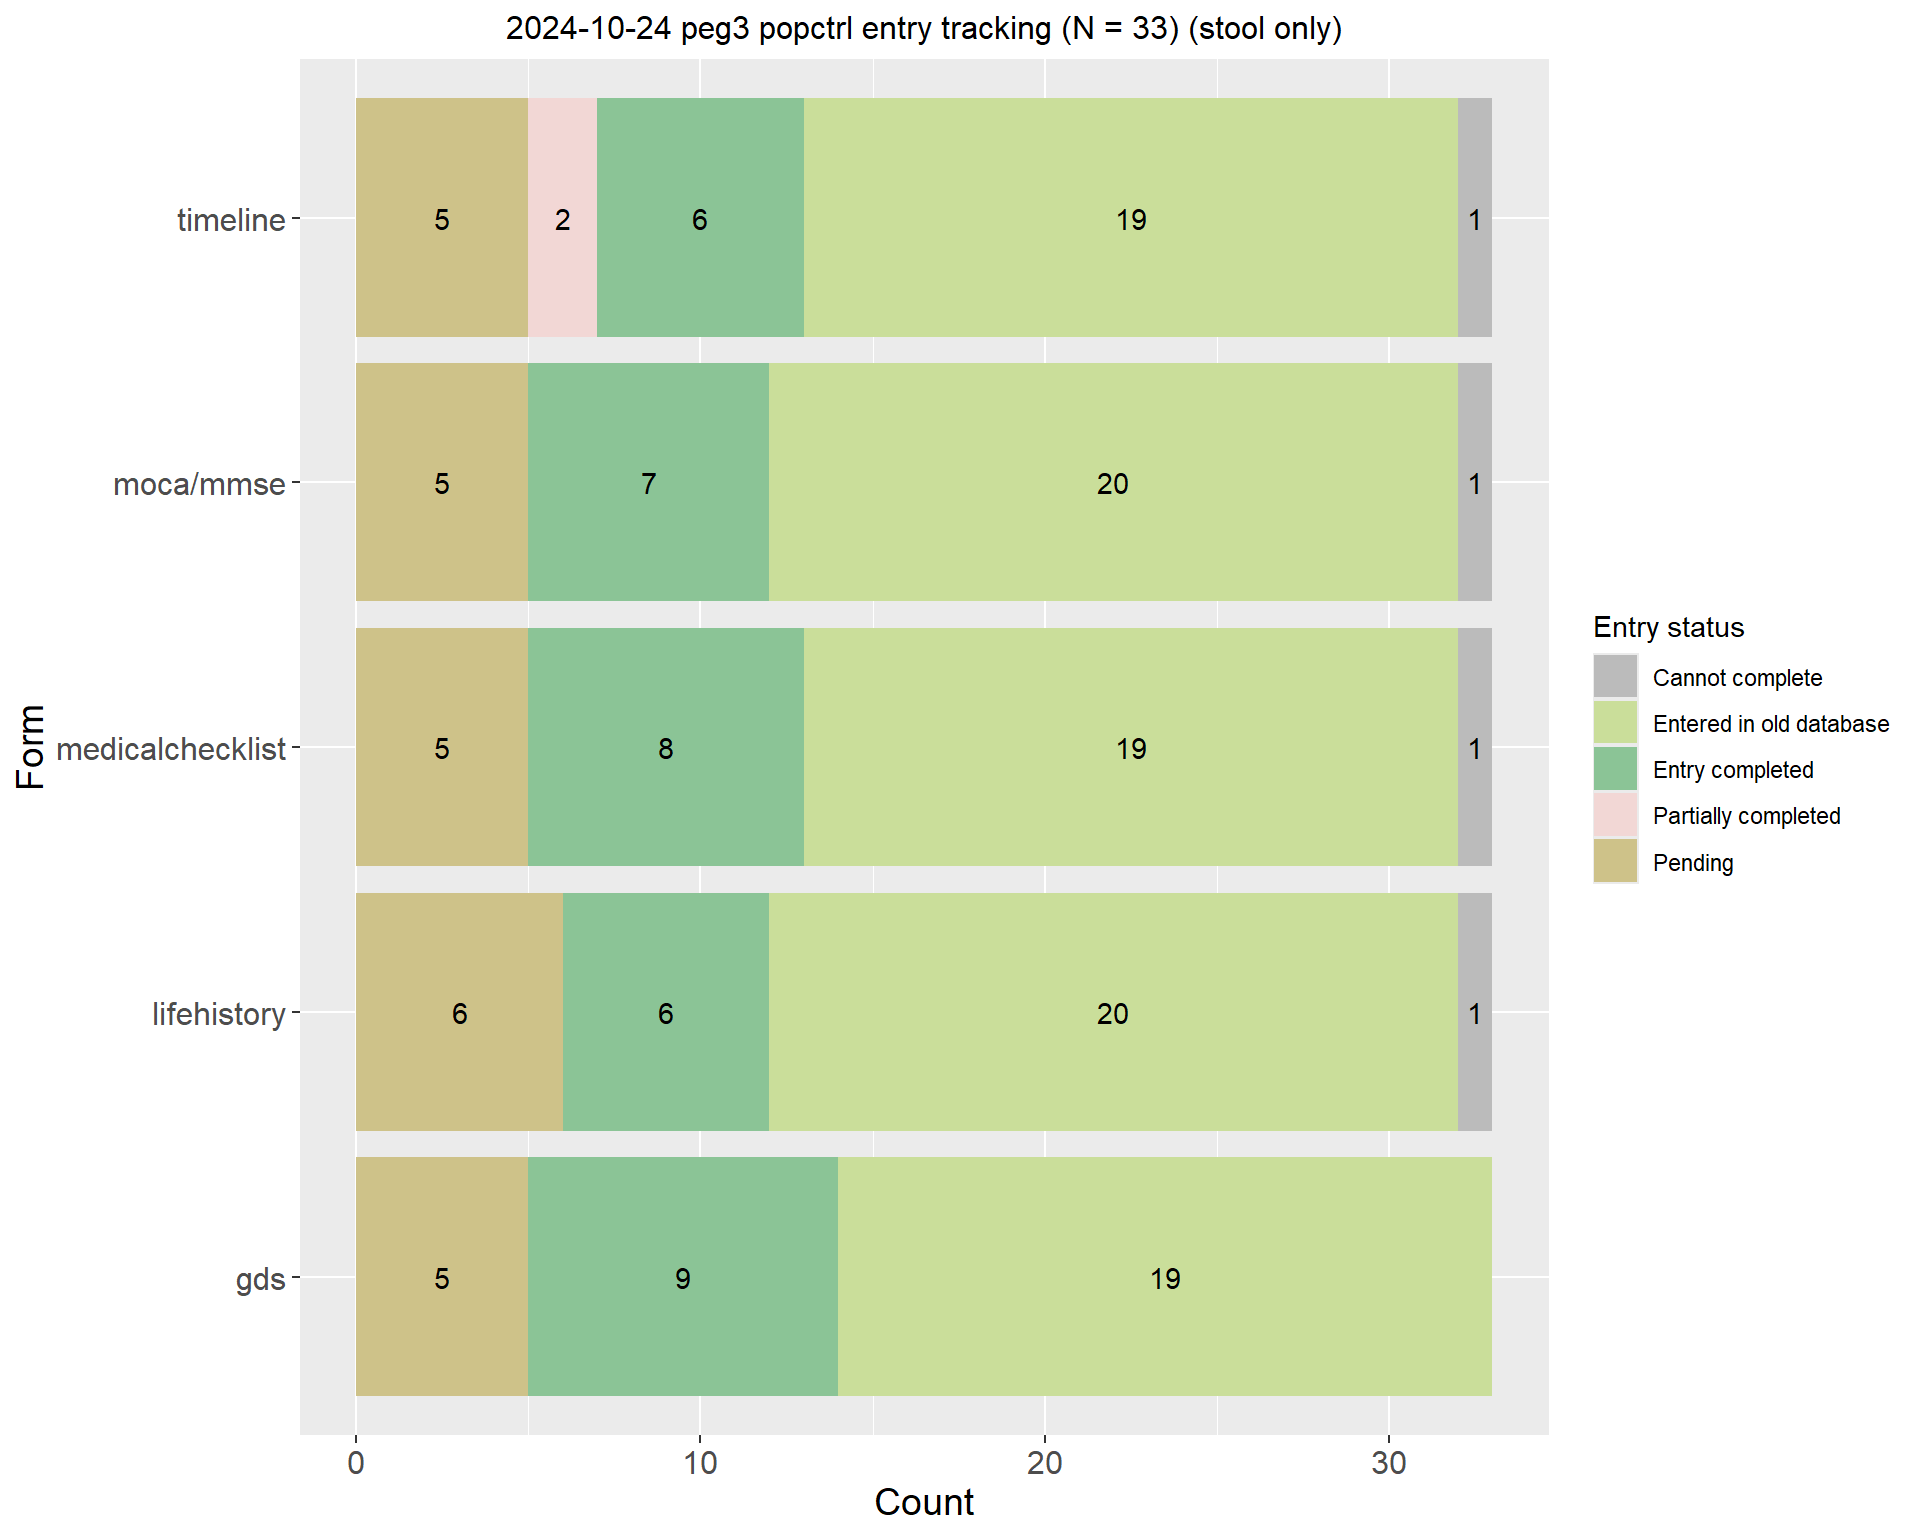 2024-10-24 peg3 popctrl entry tracking (N = 33) (stool only)
timeline
5 2 6 19 1
moca/mmse
5 7 20 1
medicalchecklist
5 8 19 1
lifehistory
6 6 20 1
gds
5 9 19
Form
0 10 20 30
Count
Entry status
Cannot complete
Entered in old database
Entry completed
Partially completed
Pending